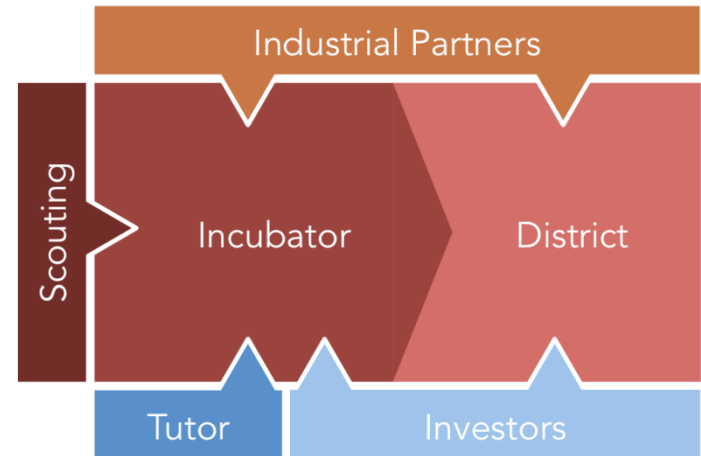 Industrial Partners
Scouting
Incubator
District
Tutor
Investors